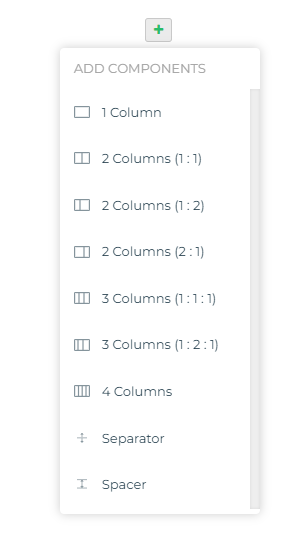 ADD COMPONENTS
1 Column
2 Columns (1 : 1)
2 Columns (1 : 2)
2 Columns (2 : 1)
3 Columns (1 : 1 : 1)
3 Columns (1 : 2 : 1)
4 Columns
Separator
Spacer